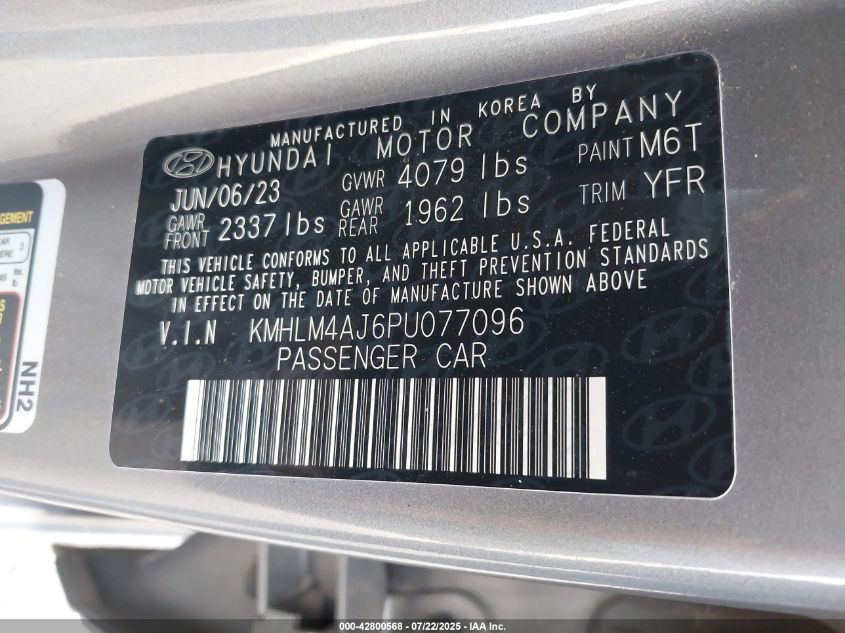 MANUFACTURED IN KOREA BY
HYUNDAI MOTOR COMPANY
JUN/06/23 GVWR 4079 lbs PAINT M6T
GAWR FRONT 2337 lbs GAWR REAR 1962 lbs TRIM YFR
THIS VEHICLE CONFORMS TO ALL APPLICABLE U.S.A. FEDERAL
MOTOR VEHICLE SAFETY, BUMPER, AND THEFT PREVENTION STANDARDS
IN EFFECT ON THE DATE OF MANUFACTURE SHOWN ABOVE
V.I.N KMHLM4AJ6PU077096
PASSENGER CAR
NH2
000-42800568 - 07/22/2025 - IAA Inc.